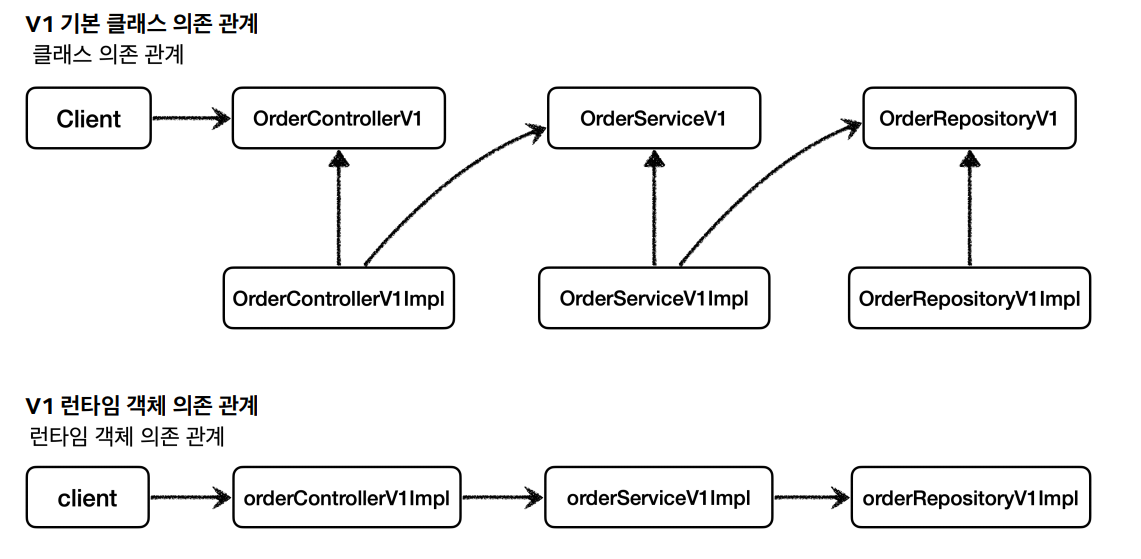 V1 기본 클래스 의존 관계
클래스 의존 관계
Client
OrderControllerV1
OrderServiceV1
OrderRepositoryV1
OrderControllerV1Impl
OrderServiceV1Impl
OrderRepositoryV1Impl
V1 런타임 객체 의존 관계
런타임 객체 의존 관계
client
orderControllerV1Impl
orderServiceV1Impl
orderRepositoryV1Impl